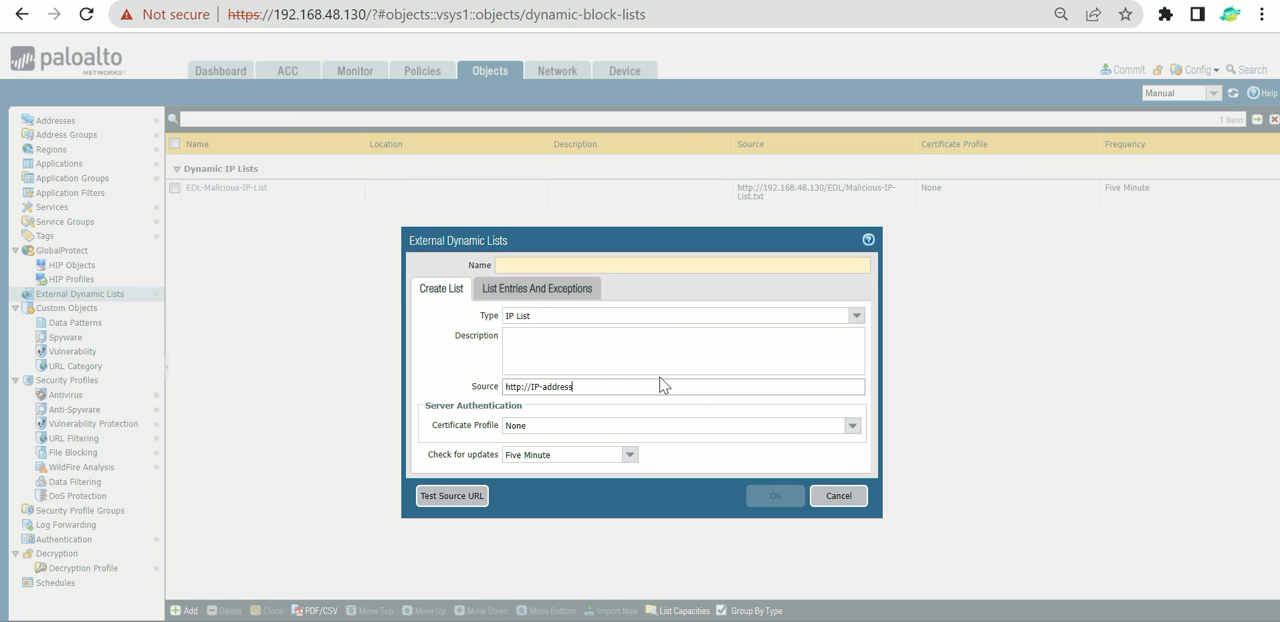 Not secure | https://192.168.48.130/?#objects::vsys1::objects/dynamic-block-lists
paloalto
NETWORKS
Dashboard ACC Monitor Policies Objects Network Device
Commit Config Search
Manual Help
1 item
Name Location Description Source Certificate Profile Frequency
Dynamic IP Lists
EDL-Malicious-IP-List http://192.168.48.130/EDL/Malicious-IP-List.txt None Five Minute
Addresses
Address Groups
Regions
Applications
Application Groups
Application Filters
Services
Service Groups
Tags
GlobalProtect
HIP Objects
HIP Profiles
External Dynamic Lists
Custom Objects
Data Patterns
Spyware
Vulnerability
URL Category
Security Profiles
Antivirus
Anti-Spyware
Vulnerability Protection
URL Filtering
File Blocking
WildFire Analysis
Data Filtering
DoS Protection
Security Profile Groups
Log Forwarding
Authentication
Decryption
Decryption Profile
Schedules
External Dynamic Lists
Name
Create List List Entries And Exceptions
Type IP List
Description
Source http://IP-address
Server Authentication
Certificate Profile None
Check for updates Five Minute
Test Source URL OK Cancel
Add Delete Clone PDF/CSV Move Top Move Up Move Down Move Bottom Import Now List Capacities Group By Type